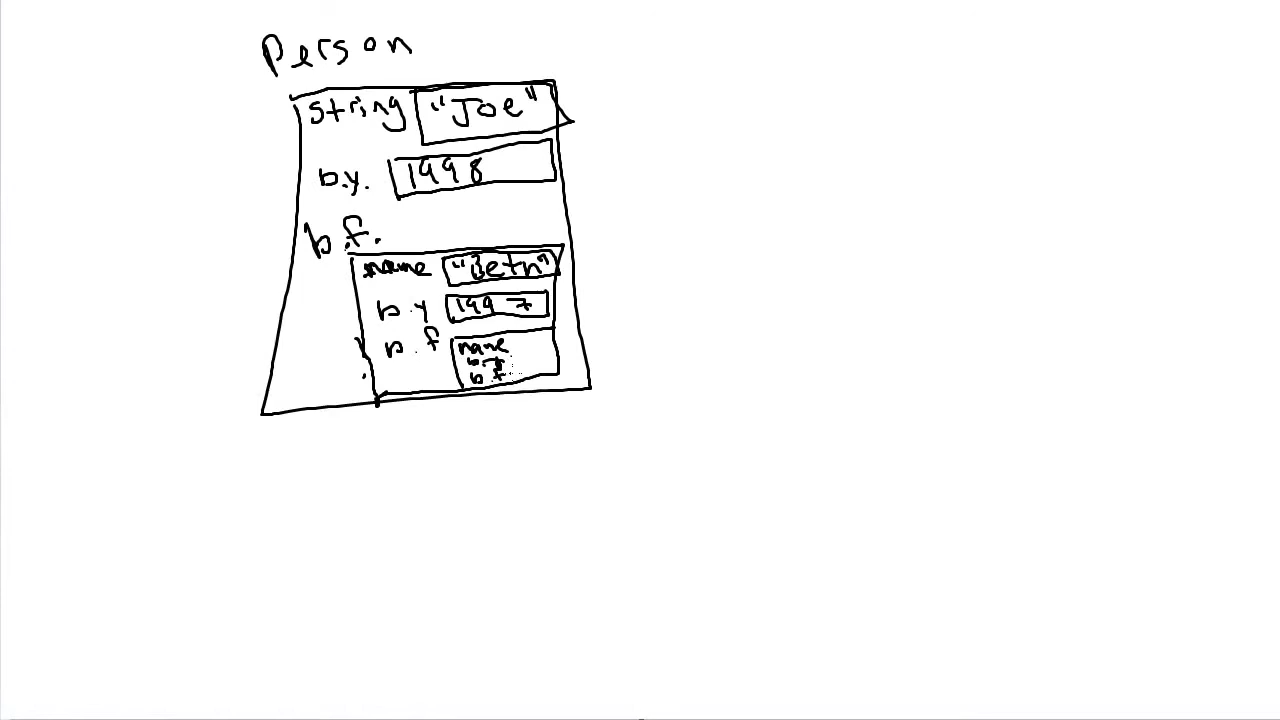 Person
string "Joe"
b.y. 1998
b.f.
name "Beth"
b.y 1997
b.f name
b.y
b f